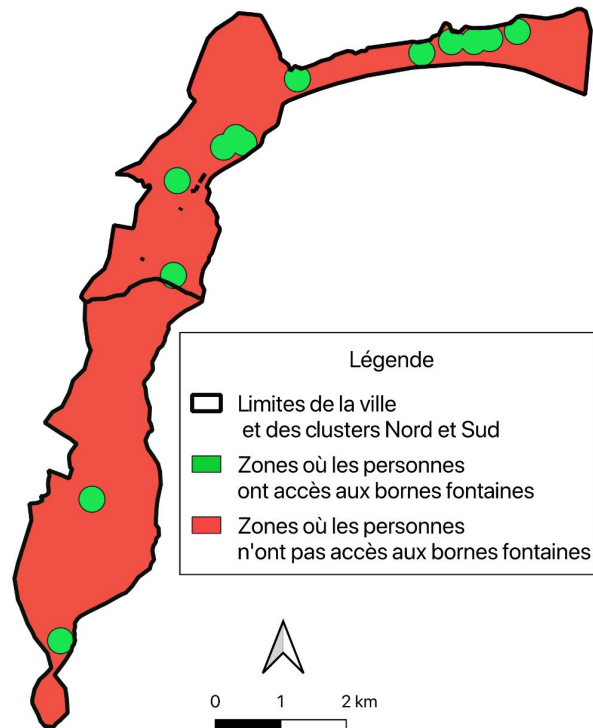 Légende
Limites de la ville
et des clusters Nord et Sud
Zones où les personnes
ont accès aux bornes fontaines
Zones où les personnes
n'ont pas accès aux bornes fontaines
0 1 2 km